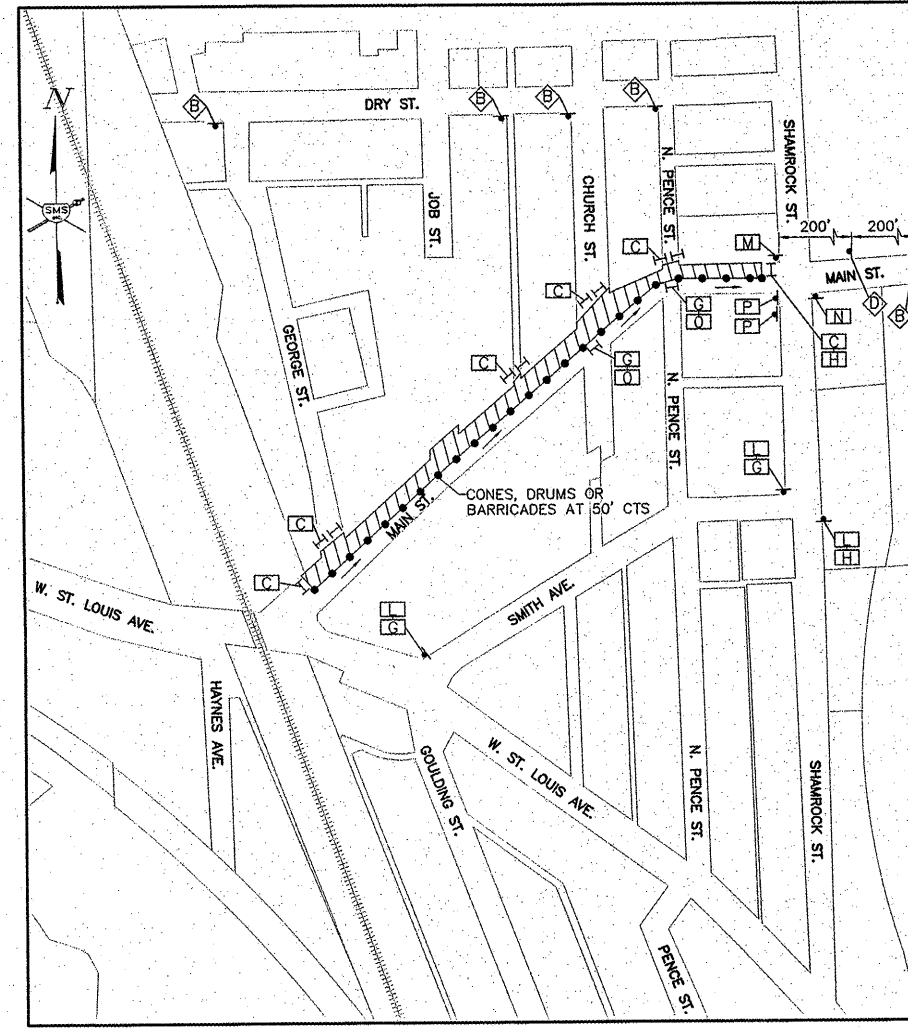 N
SMS
DRY ST.
B
B
B
B
JOB ST.
CHURCH ST.
N. PENCE ST.
SHAMROCK ST.
200'
200'
M
MAIN ST.
C
C
C
C
C
GEORGE ST.
P
P
N
D
B
G
O
G
O
C
H
N. PENCE ST.
L
G
L
H
CONES, DRUMS OR
BARRICADES AT 50' CTS
MAIN ST.
W. ST. LOUIS AVE.
SMITH AVE.
L
G
HAYNES AVE.
GOULDING ST.
W. ST. LOUIS AVE.
N. PENCE ST.
SHAMROCK ST.
PENCE ST.